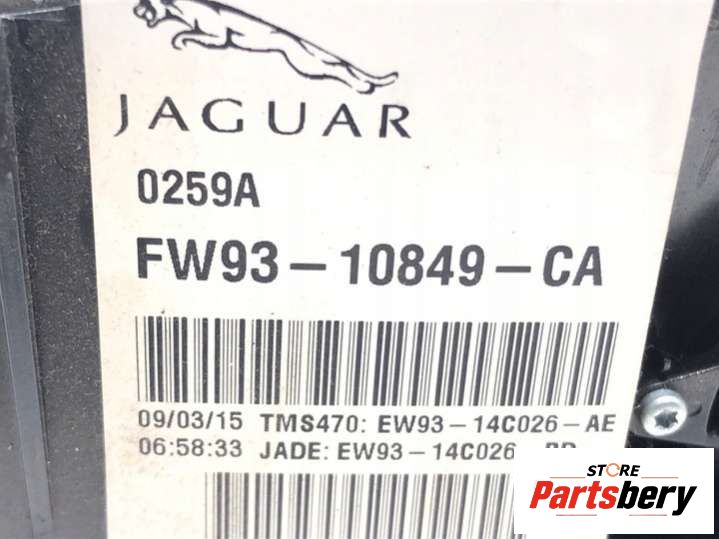 JAGUAR
0259A
FW93-10849-CA
09/03/15 TMS470: EW93-14C026-AE
06:58:33 JADE: EW93-14C026
STORE
Partsbery